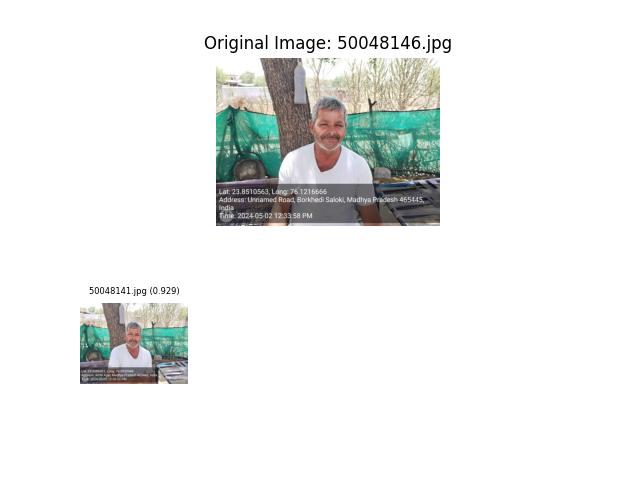 Original Image: 50048146.jpg
Lat: 23.8510563, Long: 76.1216666
Address: Unnamed Road, Borkhedi Saloki, Madhya Pradesh 465445,
India
Time: 2024-05-02 12:33:58 PM
50048141.jpg (0.929)